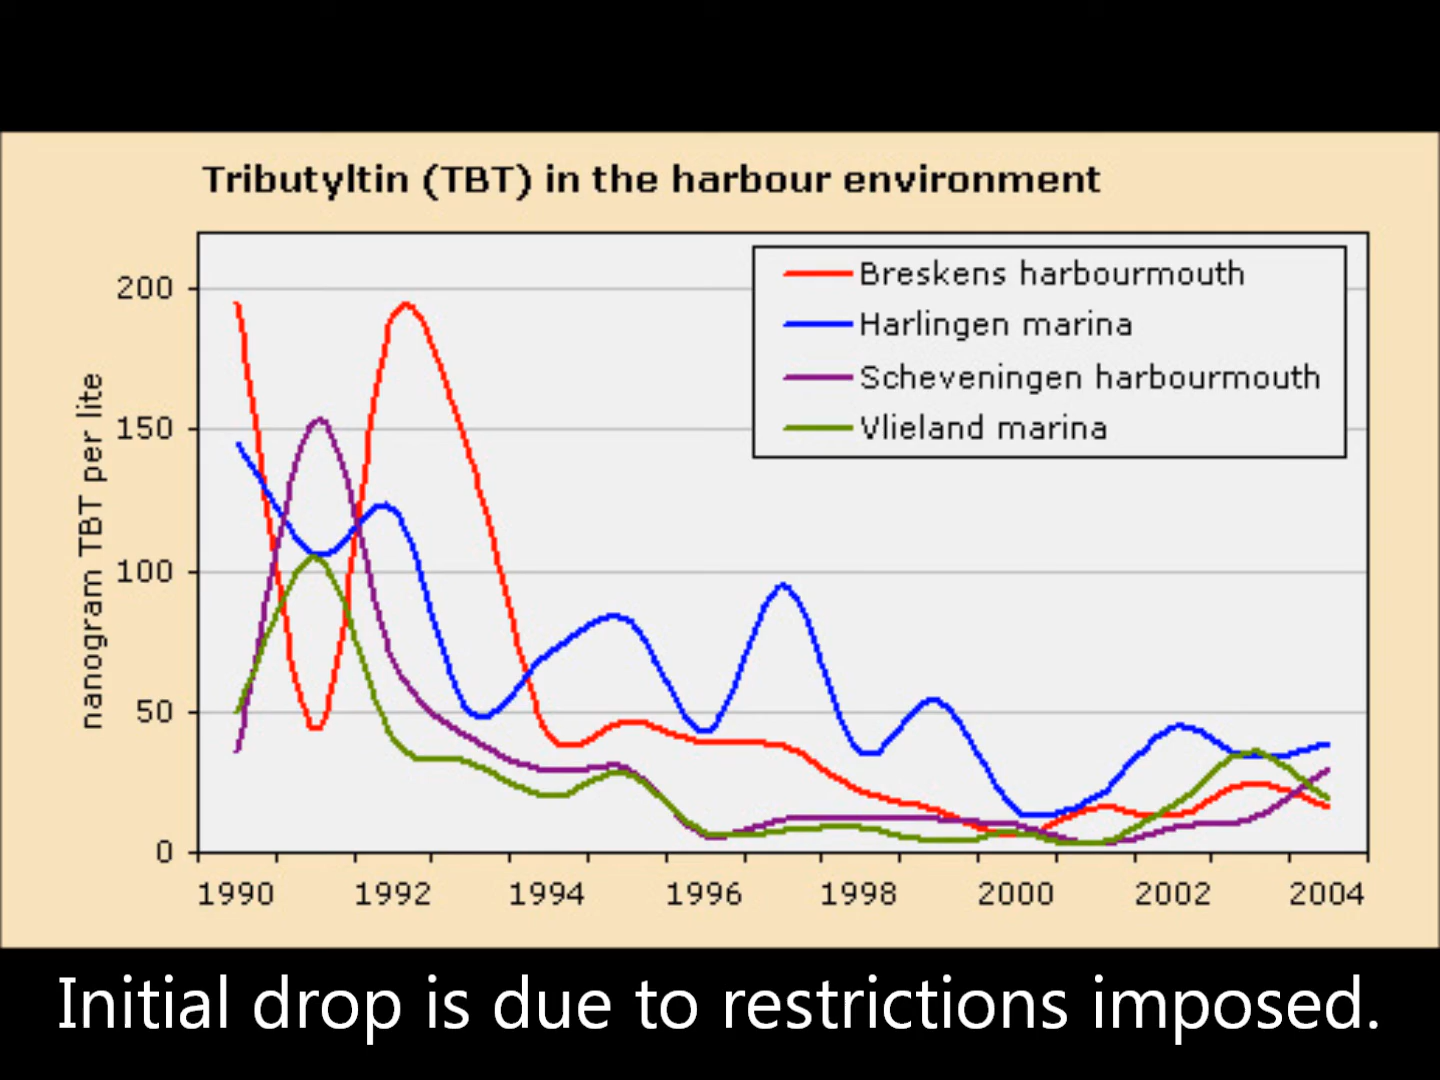 Tributyltin (TBT) in the harbour environment
nanogram TBT per lite
200
150
100
50
0
Breskens harbourmouth
Harlingen marina
Scheveningen harbourmouth
Vlieland marina
1990 1992 1994 1996 1998 2000 2002 2004
Initial drop is due to restrictions imposed.